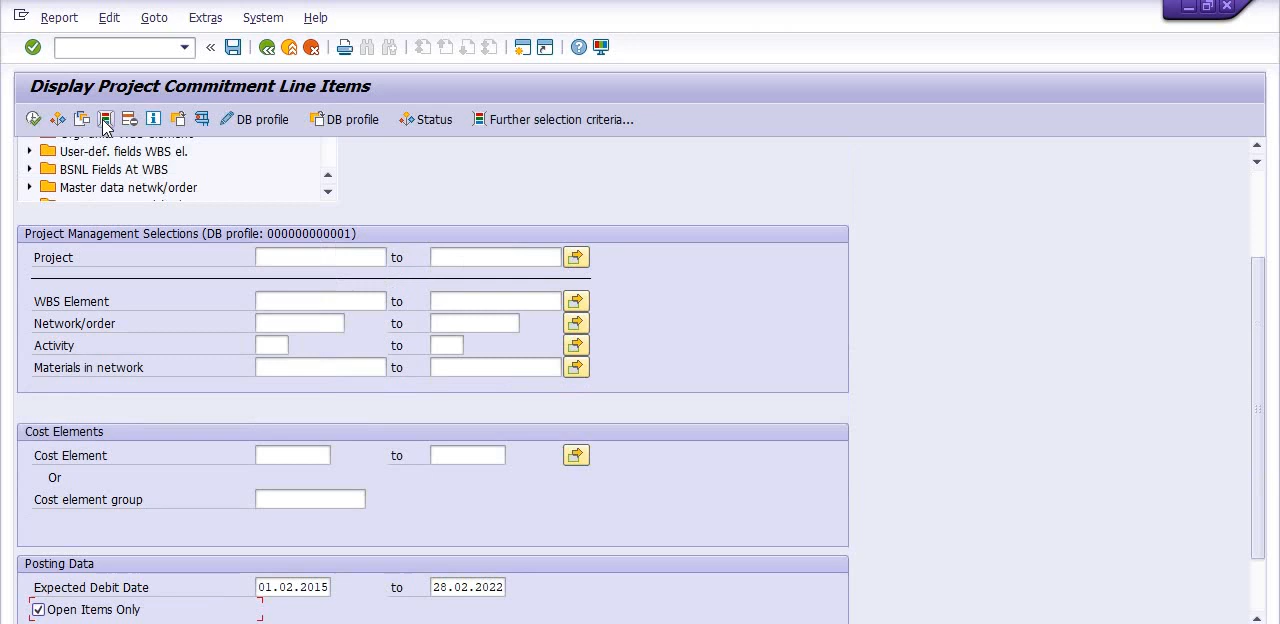 Report Edit Goto Extras System Help
Display Project Commitment Line Items
DB profile DB profile Status Further selection criteria...
User-def. fields WBS el.
BSNL Fields At WBS
Master data netwk/order
Project Management Selections (DB profile: 000000000001)
Project to
WBS Element to
Network/order to
Activity to
Materials in network to
Cost Elements
Cost Element to
Or
Cost element group
Posting Data
Expected Debit Date 01.02.2015 to 28.02.2022
Open Items Only